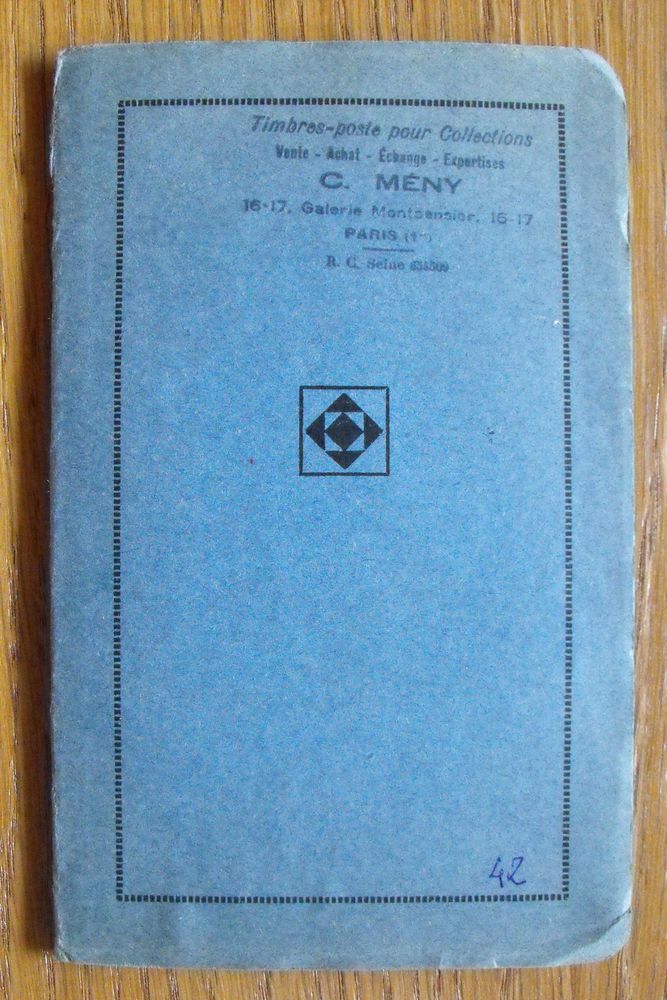 Timbres-poste pour Collections
Vente - Achat - Échange - Expertises
C. MÉNY
16-17, Galerie Montpensier, 16-17
PARIS (1er)
R. C. Seine
42